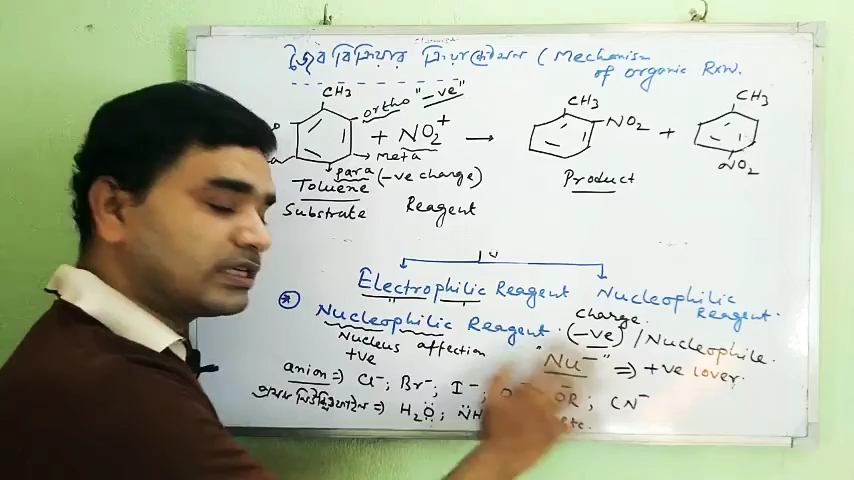 জৈব বিক্রিয়ার ক্রিয়াকৌশল (Mechanism
of organic Rxn.
CH3
ortho "-ve"
+ NO2+
meta
para (-ve charge)
Toluene
Substrate
Reagent
CH3
NO2
+
CH3
NO2
Product
Electrophilic Reagent
Nucleophilic
Reagent.
* Nucleophilic Reagent. (-ve) / Nucleophile.
charge.
Nucleus affection
+ve
"Nu-" ⇒ +ve lover.
anion ⇒ Cl-; Br-; I-; OR; CN-
⇒ H2O; NH
etc.